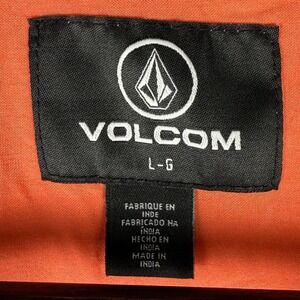 VOLCOM
L-G
FABRIQUE EN
INDE
FABRICADO NA
ÍNDIA
HECHO EN
INDIA
MADE IN
INDIA